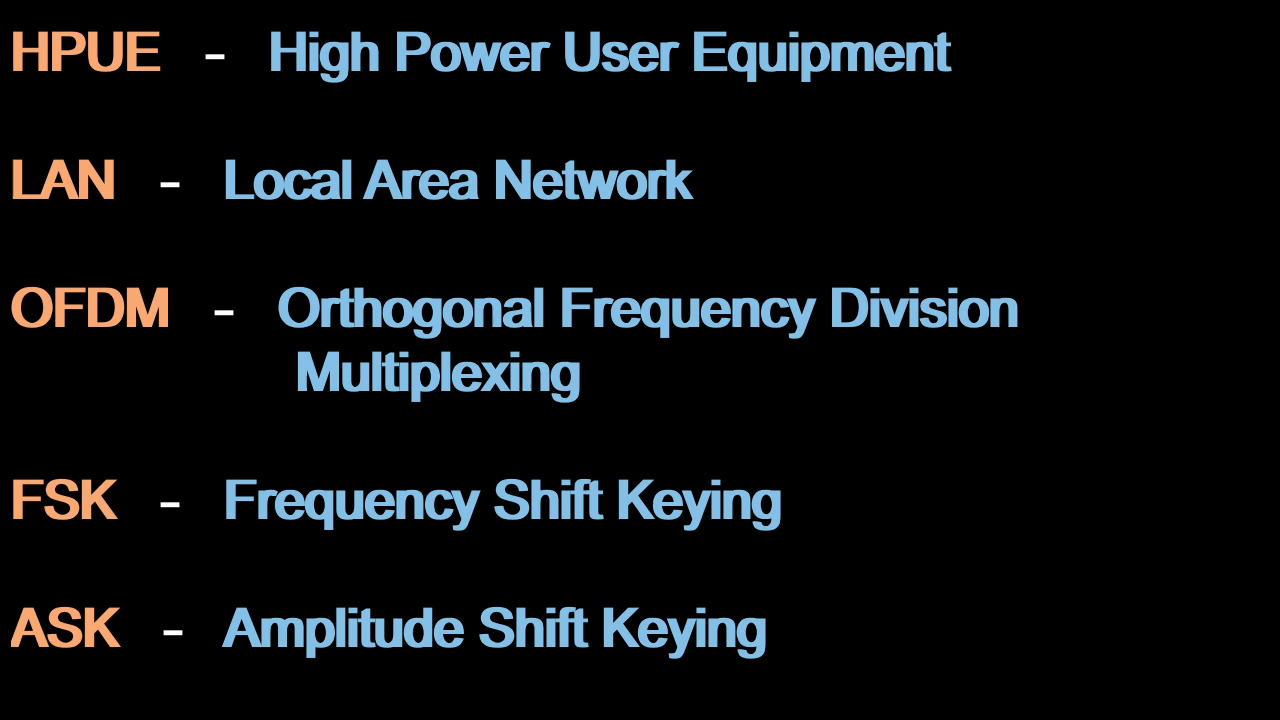 HPUE - High Power User Equipment
LAN - Local Area Network
OFDM - Orthogonal Frequency Division
Multiplexing
FSK - Frequency Shift Keying
ASK - Amplitude Shift Keying